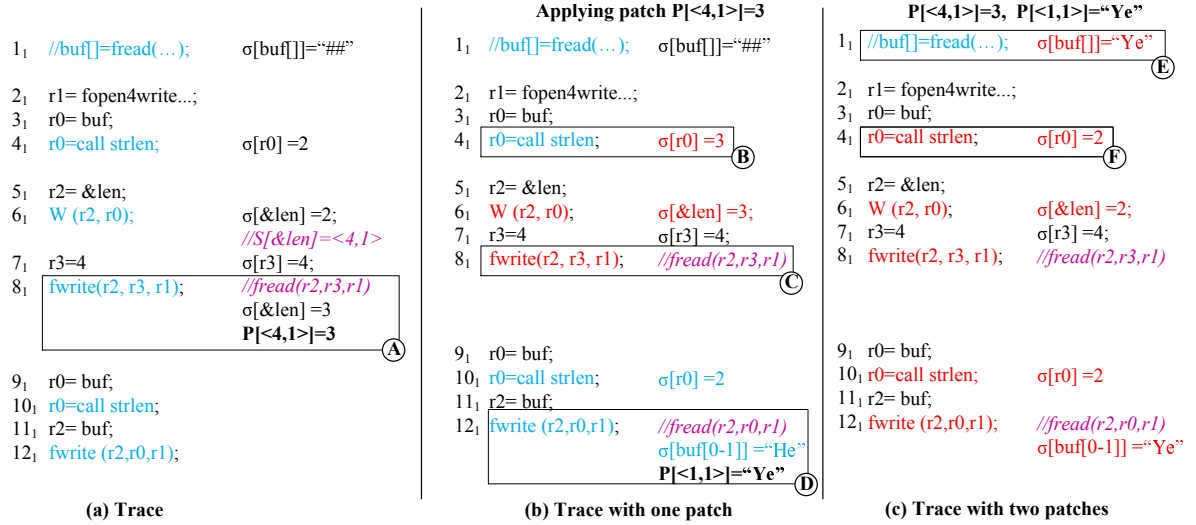 1₁ //buf[]=fread(…); σ[buf[]]=“##”
2₁ r1= fopen4write...;
3₁ r0= buf;
4₁ r0=call strlen; σ[r0] =2
5₁ r2= &len;
6₁ W (r2, r0); σ[&len] =2;
//S[&len]=<4,1>
7₁ r3=4 σ[r3] =4;
8₁ fwrite(r2, r3, r1); //fread(r2,r3,r1)
σ[&len] =3
P[<4,1>]=3
A
9₁ r0= buf;
10₁ r0=call strlen;
11₁ r2= buf;
12₁ fwrite (r2,r0,r1);
(a) Trace
Applying patch P[<4,1>]=3
1₁ //buf[]=fread(…); σ[buf[]]=“##”
2₁ r1= fopen4write...;
3₁ r0= buf;
4₁ r0=call strlen; σ[r0] =3
B
5₁ r2= &len;
6₁ W (r2, r0); σ[&len] =3;
7₁ r3=4 σ[r3] =4;
8₁ fwrite(r2, r3, r1); //fread(r2,r3,r1)
C
9₁ r0= buf;
10₁ r0=call strlen; σ[r0] =2
11₁ r2= buf;
12₁ fwrite (r2,r0,r1); //fread(r2,r0,r1)
σ[buf[0-1]] =“He”
P[<1,1>]=“Ye”
D
(b) Trace with one patch
P[<4,1>]=3, P[<1,1>]=“Ye”
1₁ //buf[]=fread(…); σ[buf[]]=“Ye”
E
2₁ r1= fopen4write...;
3₁ r0= buf;
4₁ r0=call strlen; σ[r0] =2
F
5₁ r2= &len;
6₁ W (r2, r0); σ[&len] =2;
7₁ r3=4 σ[r3] =4;
8₁ fwrite(r2, r3, r1); //fread(r2,r3,r1)
9₁ r0= buf;
10₁ r0=call strlen; σ[r0] =2
11₁ r2= buf;
12₁ fwrite (r2,r0,r1); //fread(r2,r0,r1)
σ[buf[0-1]] =“Ye”
(c) Trace with two patches